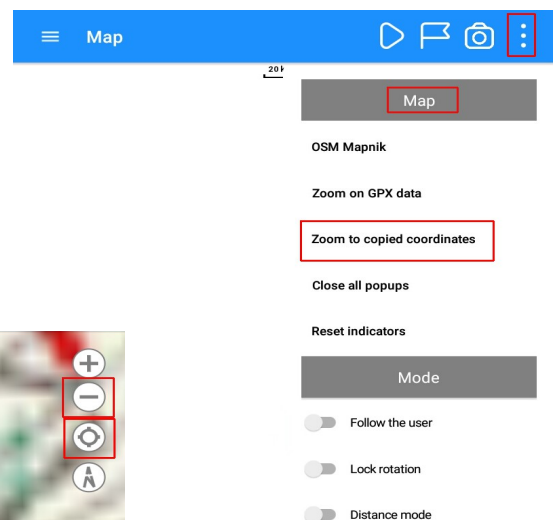 Map
20
Map
OSM Mapnik
Zoom on GPX data
Zoom to copied coordinates
Close all popups
Reset indicators
Mode
Follow the user
Lock rotation
Distance mode